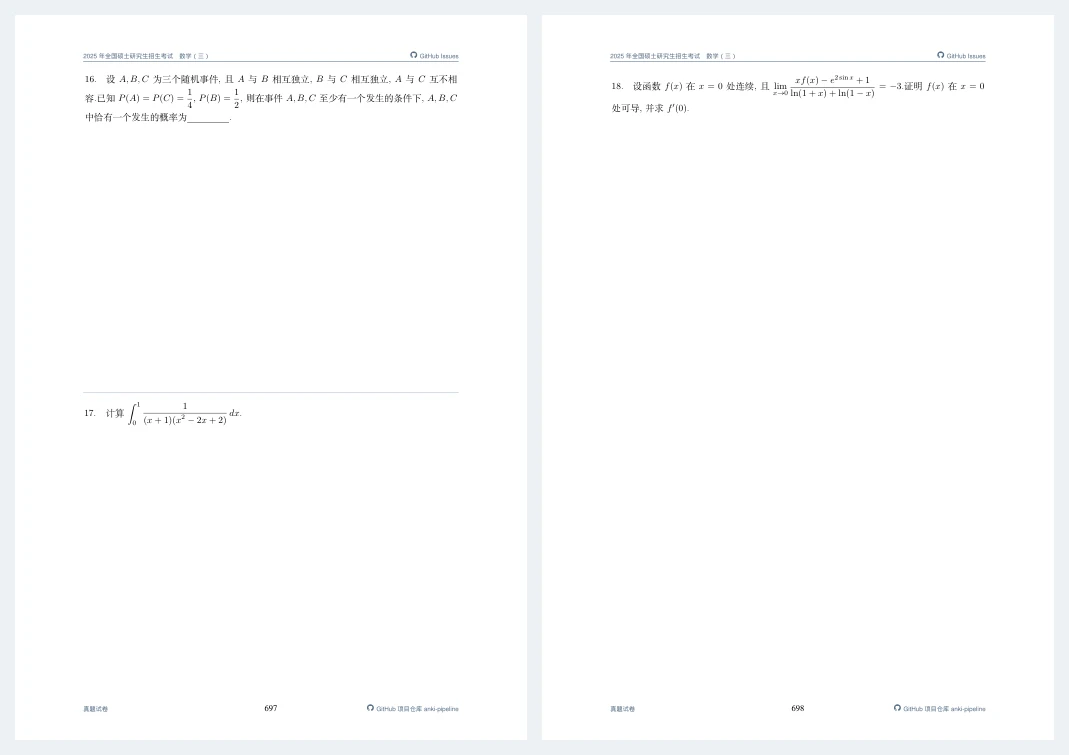 2025 年全国硕士研究生招生考试 数学（三） GitHub Issues
16. 设 A, B, C 为三个随机事件, 且 A 与 B 相互独立, B 与 C 相互独立, A 与 C 互不相
容.已知 P(A) = P(C) = 1/4, P(B) = 1/2, 则在事件 A, B, C 至少有一个发生的条件下, A, B, C
中恰有一个发生的概率为________.
17. 计算 ∫_0^1 1/((x + 1)(x^2 − 2x + 2)) dx.
真题试卷 697 GitHub 项目仓库 anki-pipeline
2025 年全国硕士研究生招生考试 数学（三） GitHub Issues
18. 设函数 f(x) 在 x = 0 处连续, 且 lim_{x→0} (xf(x) − e^{2 sin x} + 1)/(ln(1 + x) + ln(1 − x)) = −3.证明 f(x) 在 x = 0
处可导, 并求 f′(0).
真题试卷 698 GitHub 项目仓库 anki-pipeline